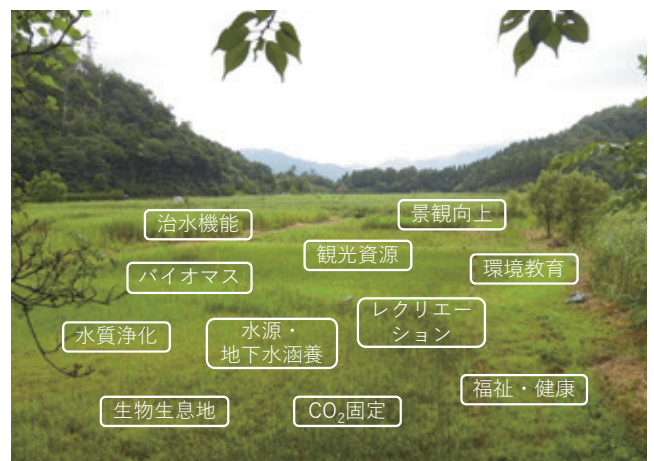 治水機能
景観向上
観光資源
バイオマス
環境教育
レクリエー
ション
水質浄化
水源・
地下水涵養
福祉・健康
生物生息地
CO₂固定